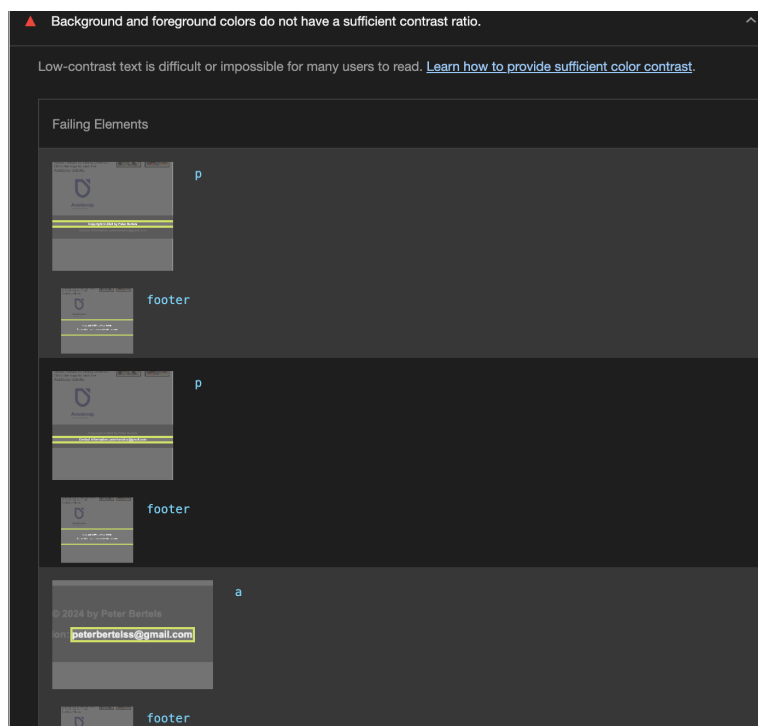 Background and foreground colors do not have a sufficient contrast ratio.
Low-contrast text is difficult or impossible for many users to read. Learn how to provide sufficient color contrast.
Failing Elements
p
footer
p
footer
a
© 2024 by Peter Bertels
ion: peterbertelss@gmail.com
footer